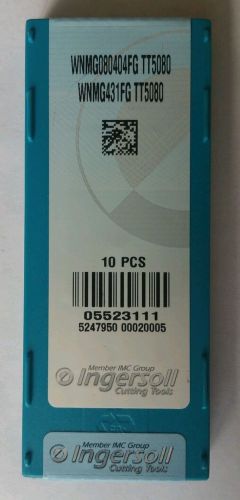 WNMG080404FG TT5080
WNMG431FG TT5080
10 PCS
05523111
5247950 00020005
Member IMC Group
Ingersoll
Cutting Tools
Member IMC Group
Ingersoll
Cutting Tools